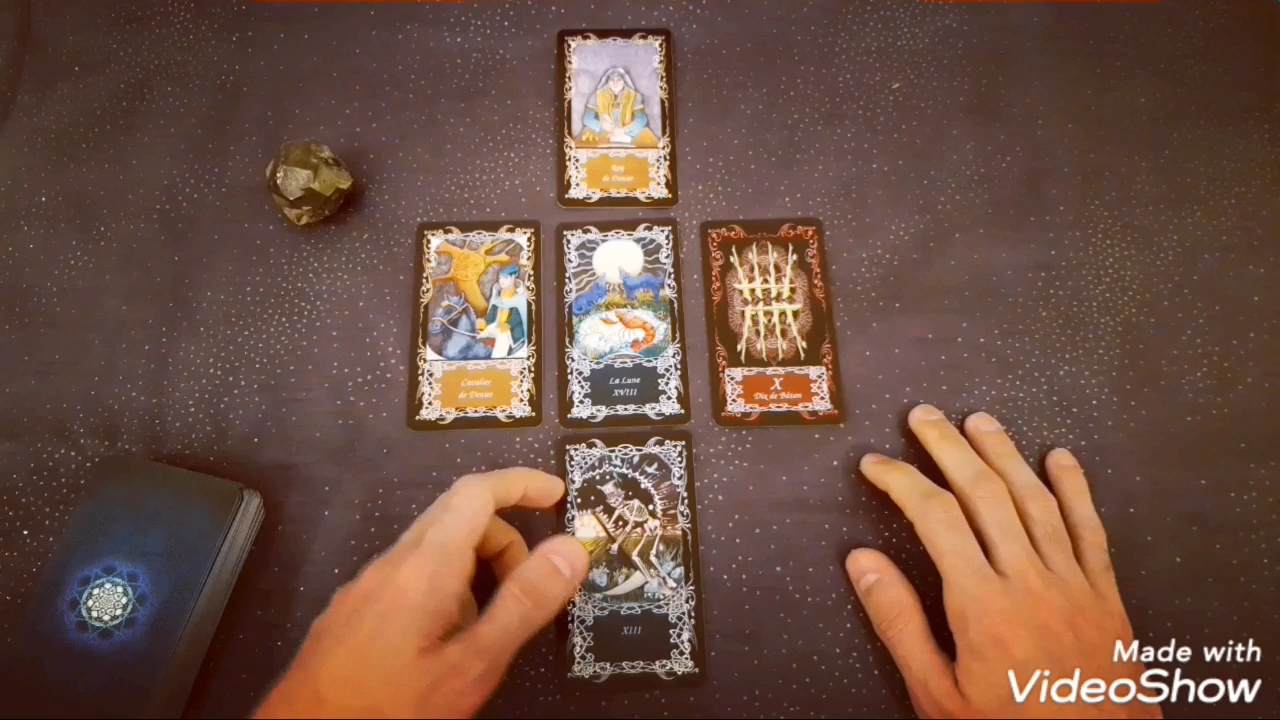 Roy
de Denier
Cavalier
de Denier
La Lune
XVIII
X
Dix de Bâton
XIII
Made with
VideoShow